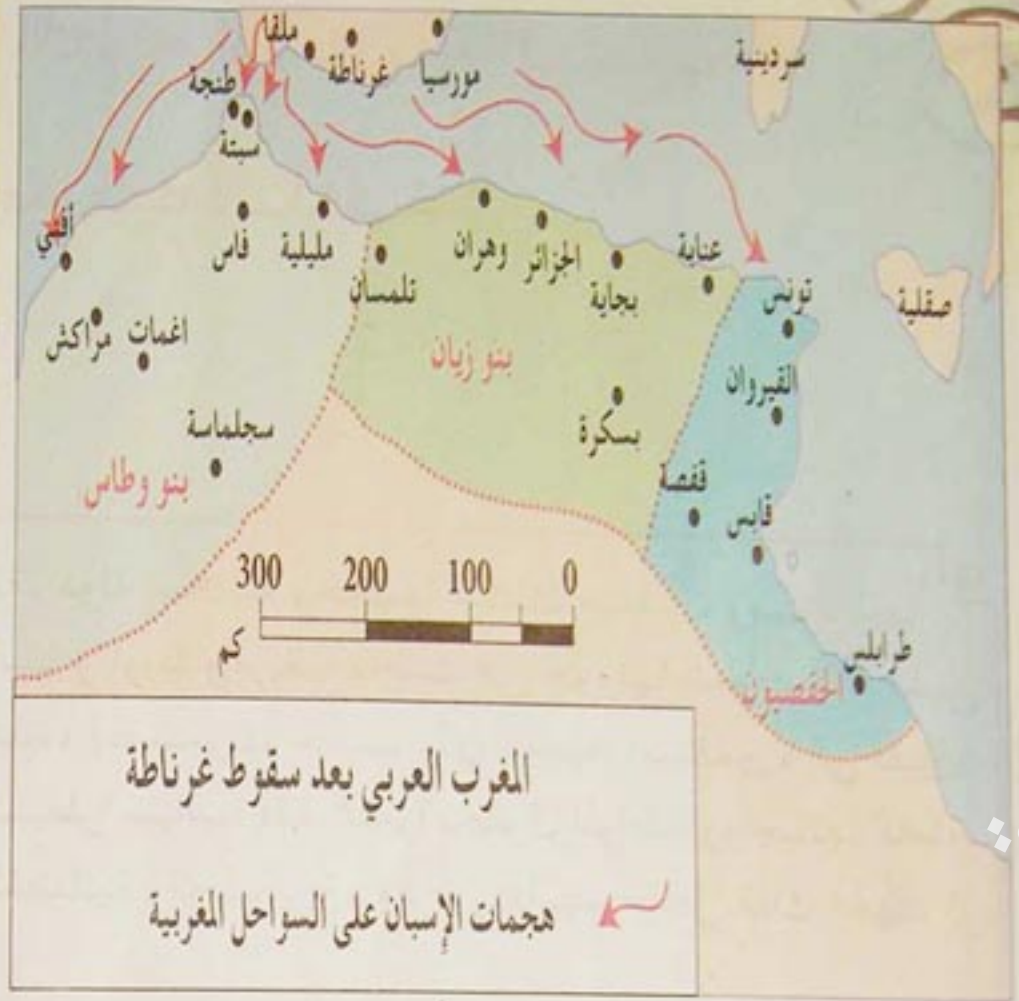 ملقا
غرناطة
مورسيا
سردينية
طنجة
سبتة
أفني
فاس
مليلية
تلمسان
وهران
الجزائر
بجاية
عناية
تونس
صقلية
مراكش
اغمات
بنو زيان
القيروان
سجلماسة
بسكرة
قفصة
بنو وطاس
قابس
300 200 100 0
كم
طرابلس
الحفصيون
المغرب العربي بعد سقوط غرناطة
هجمات الإسبان على السواحل المغربية